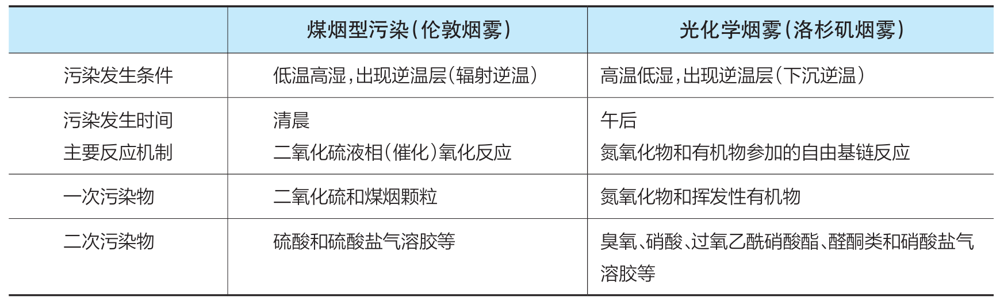 煤烟型污染(伦敦烟雾) 光化学烟雾(洛杉矶烟雾)
污染发生条件 低温高湿,出现逆温层(辐射逆温) 高温低湿,出现逆温层(下沉逆温)
污染发生时间 清晨 午后
主要反应机制 二氧化硫液相(催化)氧化反应 氮氧化物和有机物参加的自由基链反应
一次污染物 二氧化硫和煤烟颗粒 氮氧化物和挥发性有机物
二次污染物 硫酸和硫酸盐气溶胶等 臭氧、硝酸、过氧乙酰硝酸酯、醛酮类和硝酸盐气
溶胶等